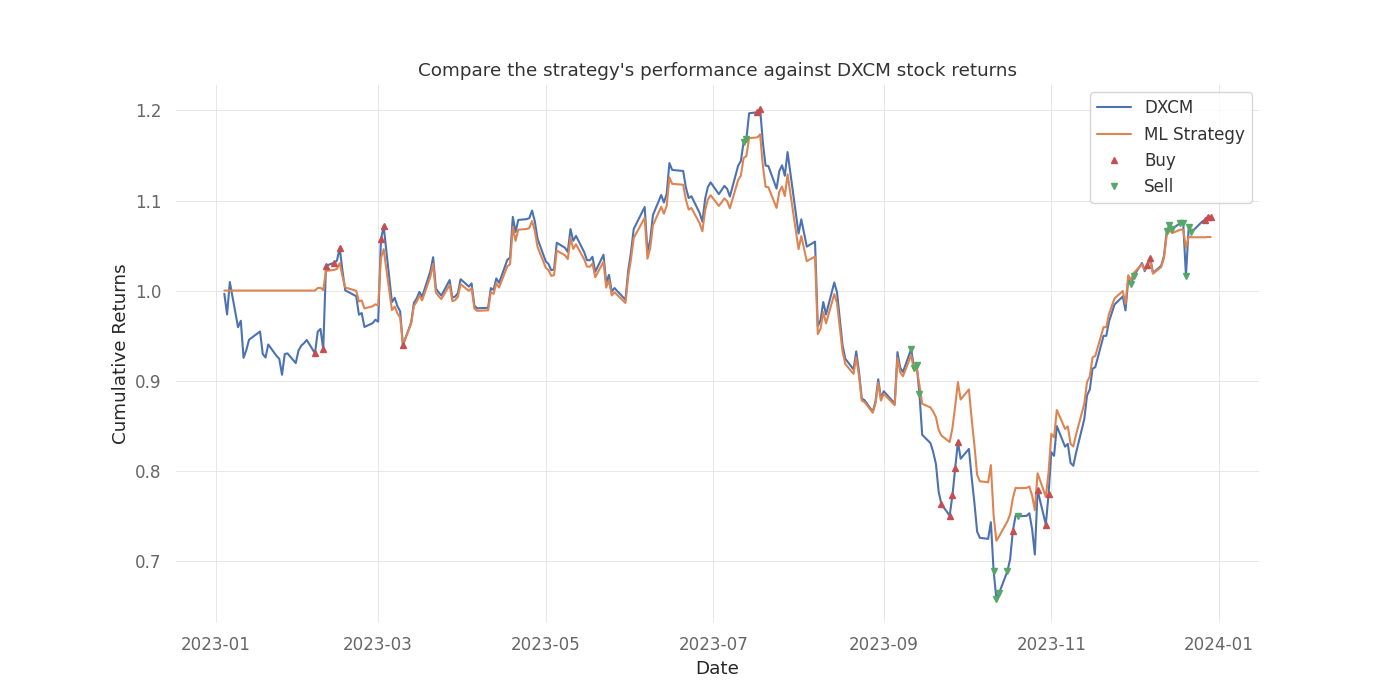 Compare the strategy's performance against DXCM stock returns
DXCM
ML Strategy
Buy
Sell
Cumulative Returns
1.2
1.1
1.0
0.9
0.8
0.7
2023-01
2023-03
2023-05
2023-07
2023-09
2023-11
2024-01
Date